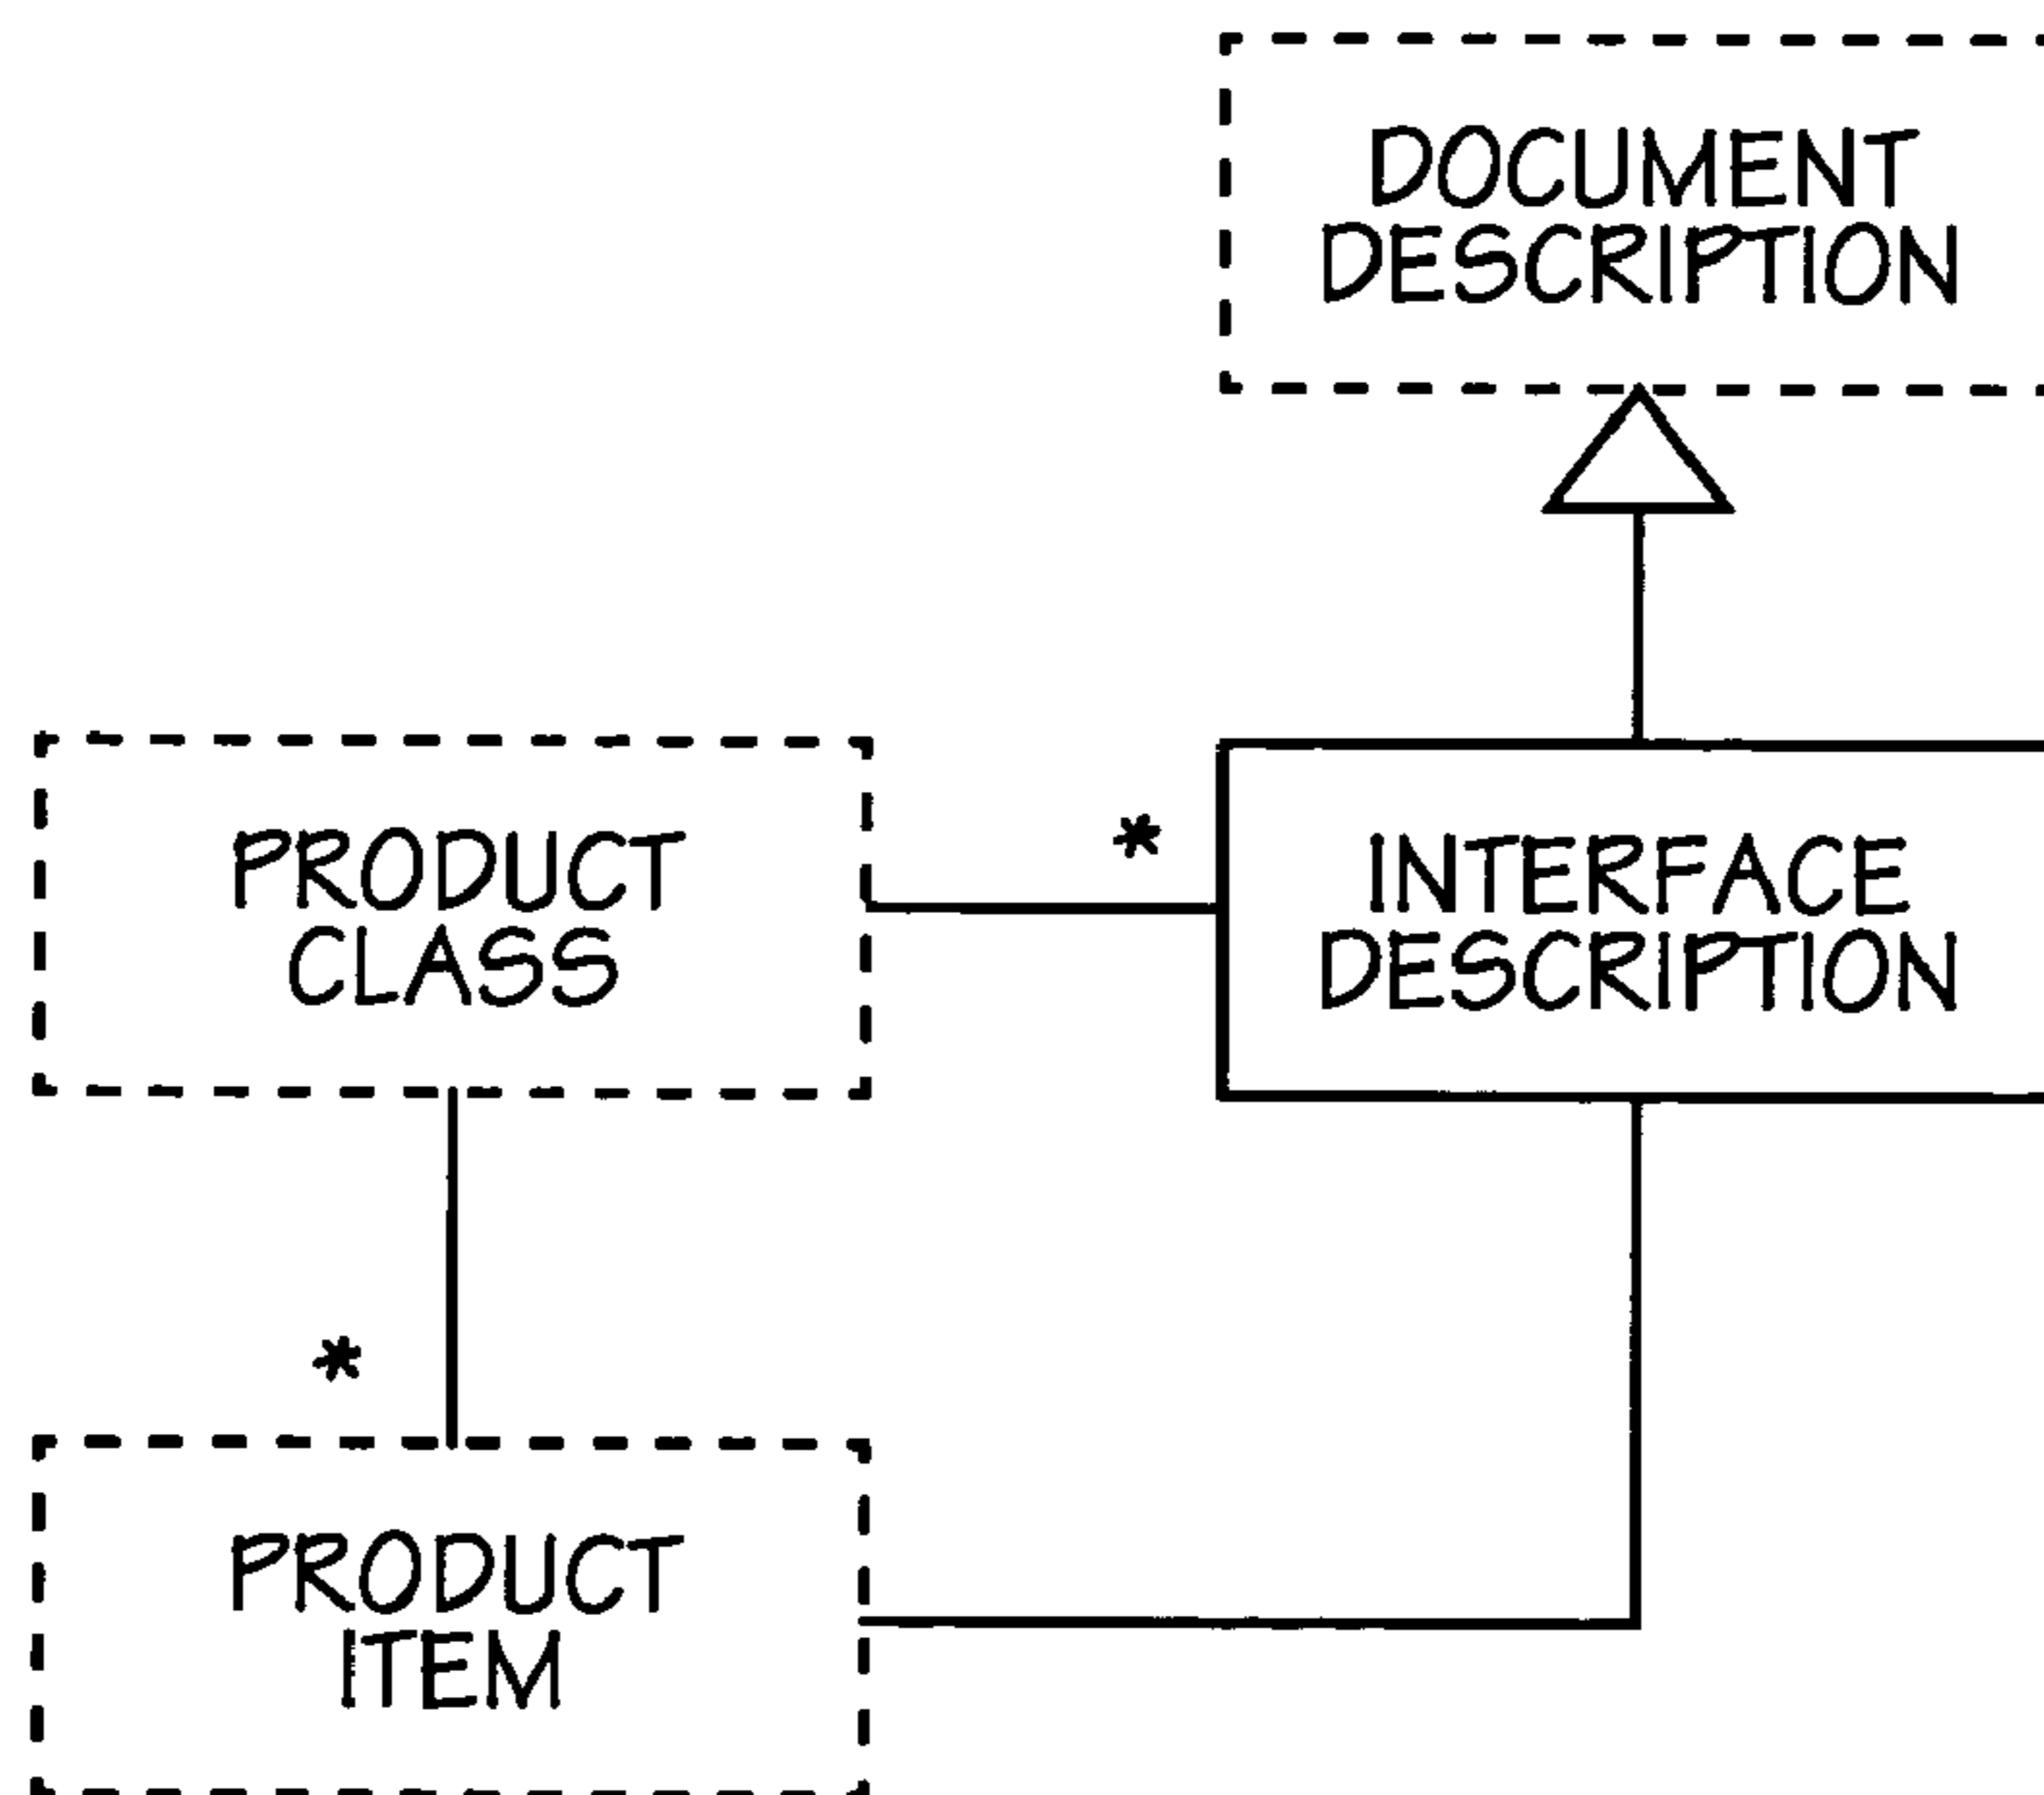 DOCUMENT
DESCRIPTION
PRODUCT
CLASS
*
INTERFACE
DESCRIPTION
*
PRODUCT
ITEM